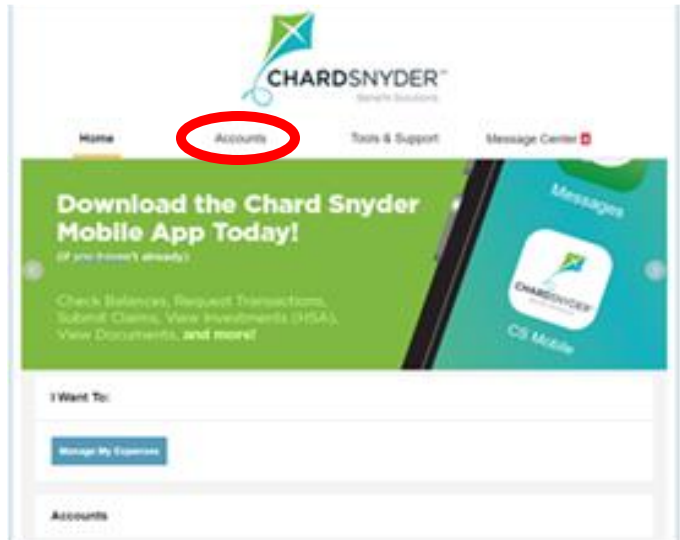 CHARDSNYDER™
Benefit Solutions
Home Accounts Tools & Support Message Center
Download the Chard Snyder
Mobile App Today!
(if you haven't already)
Check Balances, Request Transactions,
Submit Claims, View Investments (HSA),
View Documents, and more!
Messages
CHARDSNYDER
CS Mobile
I Want To:
Manage My Expenses
Accounts